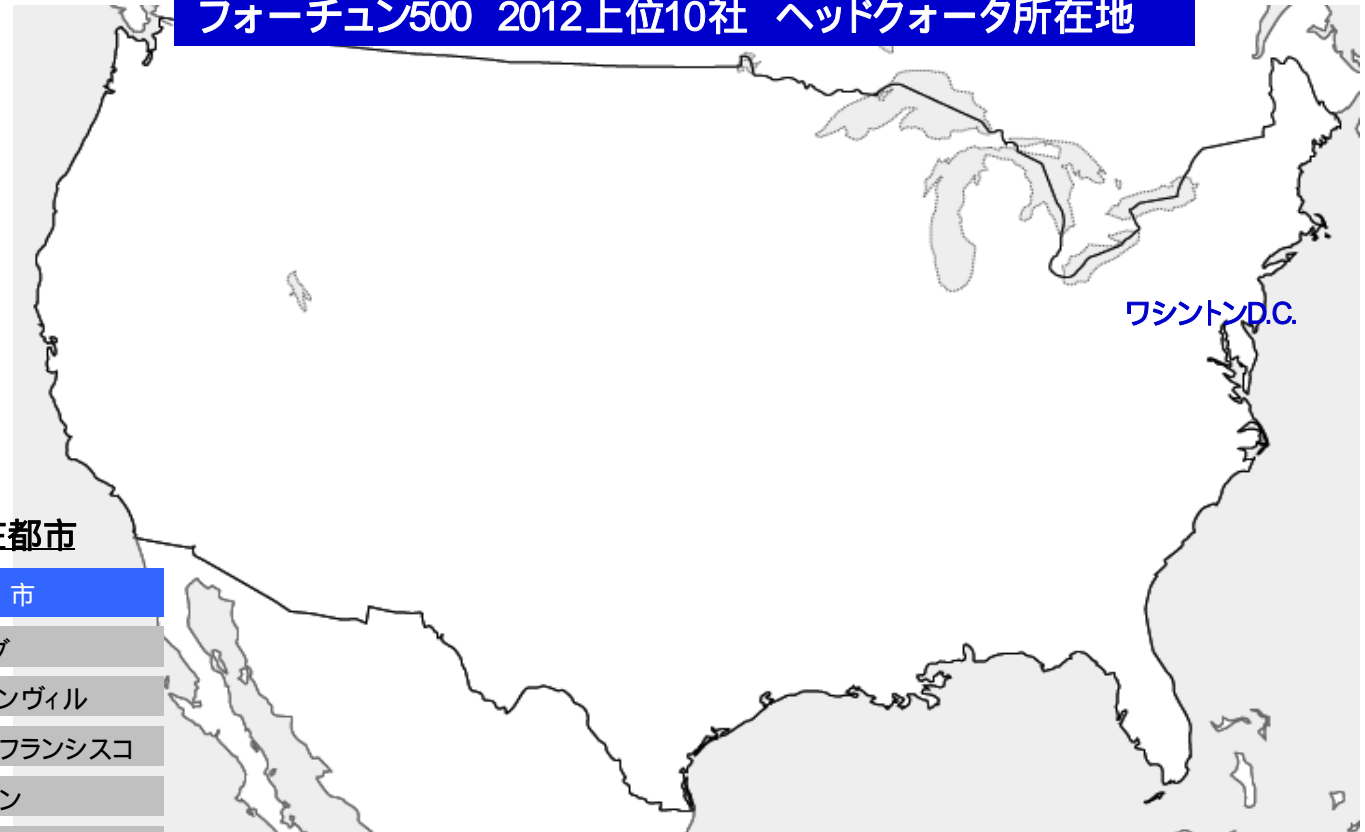 フォーチュン500 2012上位10社 ヘッドクォータ所在地
ワシントンD.C.
都市
市
グ
ンヴィル
フランシスコ
ン